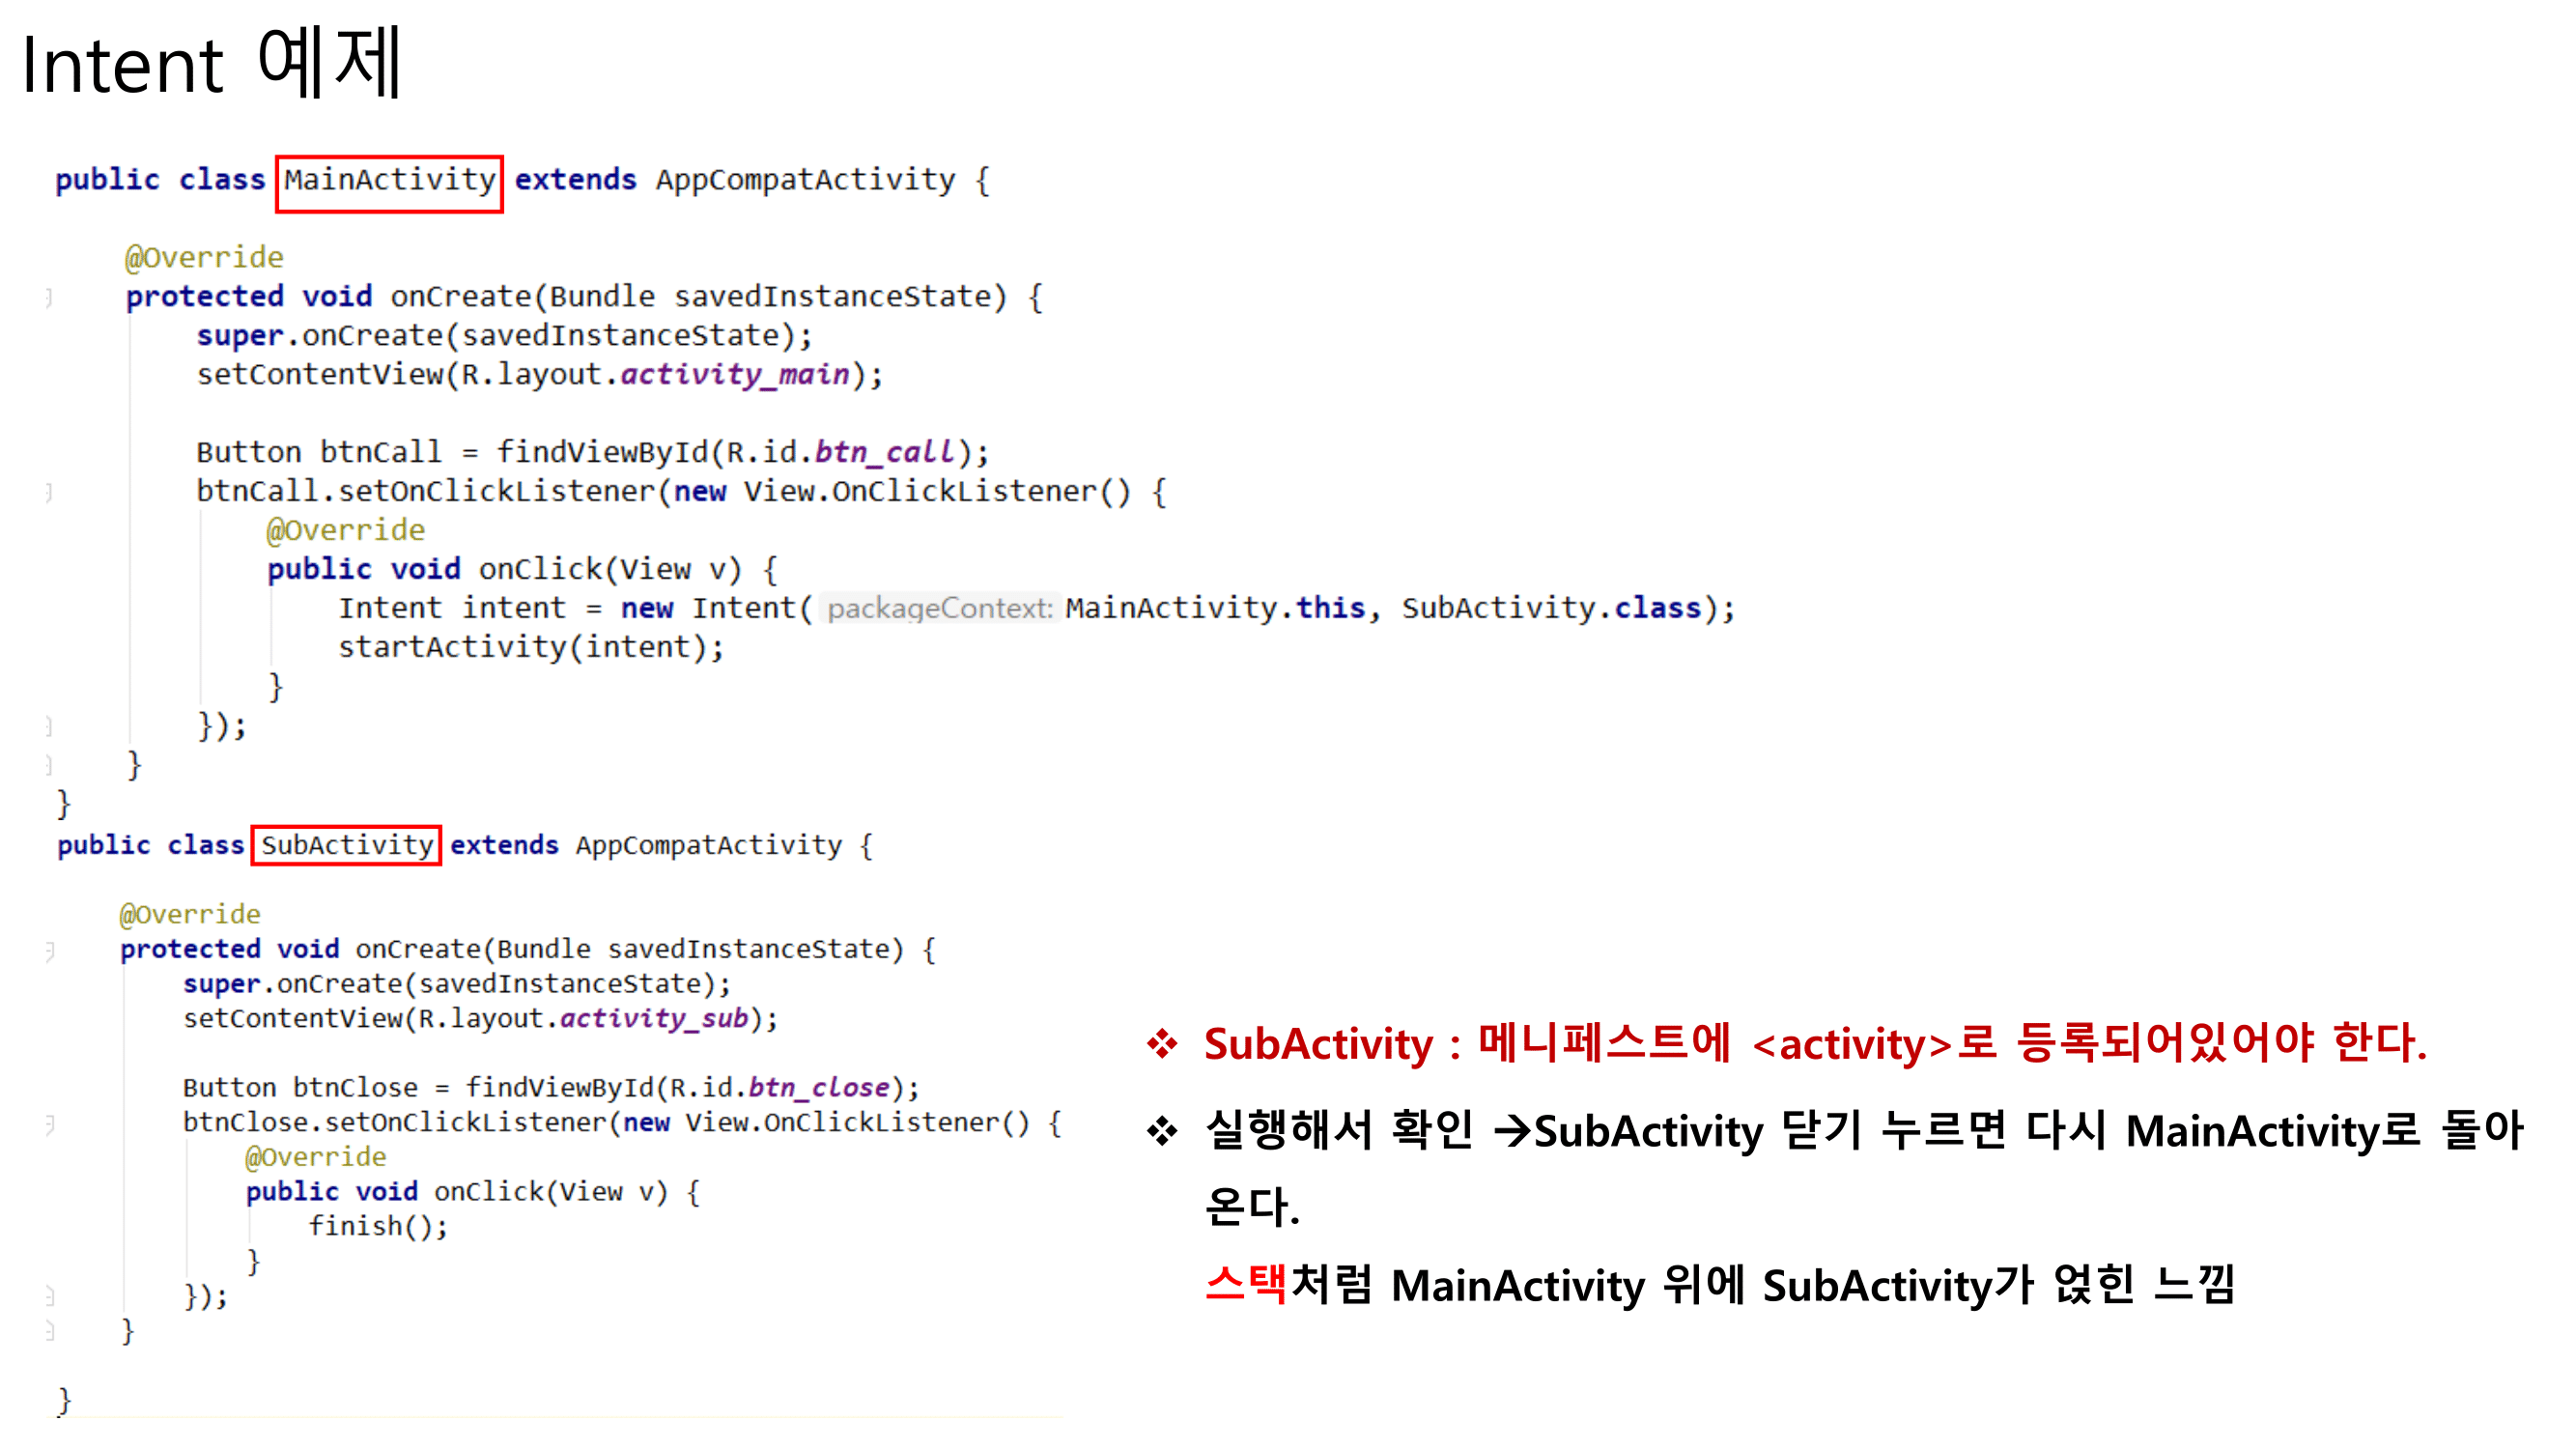 Intent 예제
public class MainActivity extends AppCompatActivity {
@Override
protected void onCreate(Bundle savedInstanceState) {
super.onCreate(savedInstanceState);
setContentView(R.layout.activity_main);
Button btnCall = findViewById(R.id.btn_call);
btnCall.setOnClickListener(new View.OnClickListener() {
@Override
public void onClick(View v) {
Intent intent = new Intent( packageContext: MainActivity.this, SubActivity.class);
startActivity(intent);
}
});
}
}
public class SubActivity extends AppCompatActivity {
@Override
protected void onCreate(Bundle savedInstanceState) {
super.onCreate(savedInstanceState);
setContentView(R.layout.activity_sub);
Button btnClose = findViewById(R.id.btn_close);
btnClose.setOnClickListener(new View.OnClickListener() {
@Override
public void onClick(View v) {
finish();
}
});
}
}
❖ SubActivity : 메니페스트에 <activity>로 등록되어있어야 한다.
❖ 실행해서 확인 →SubActivity 닫기 누르면 다시 MainActivity로 돌아
온다.
스택처럼 MainActivity 위에 SubActivity가 얹힌 느낌